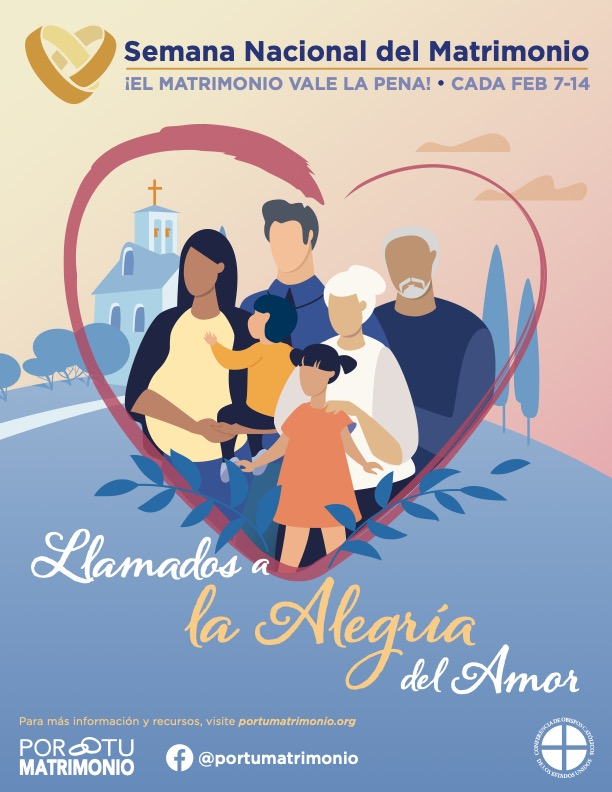 Semana Nacional del Matrimonio
¡EL MATRIMONIO VALE LA PENA! • CADA FEB 7-14
Llamados a
la Alegría
del Amor
Para más información y recursos, visite portumatrimonio.org
POR TU
MATRIMONIO
@portumatrimonio
CONFERENCIA DE OBISPOS CATÓLICOS
DE LOS ESTADOS UNIDOS